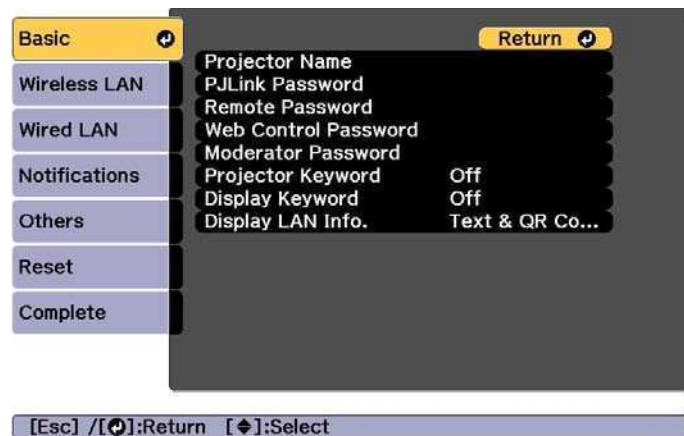 Basic
Wireless LAN
Wired LAN
Notifications
Others
Reset
Complete
Return
Projector Name
PJLink Password
Remote Password
Web Control Password
Moderator Password
Projector Keyword Off
Display Keyword Off
Display LAN Info. Text & QR Co...
[Esc] /[ ]:Return [ ]:Select